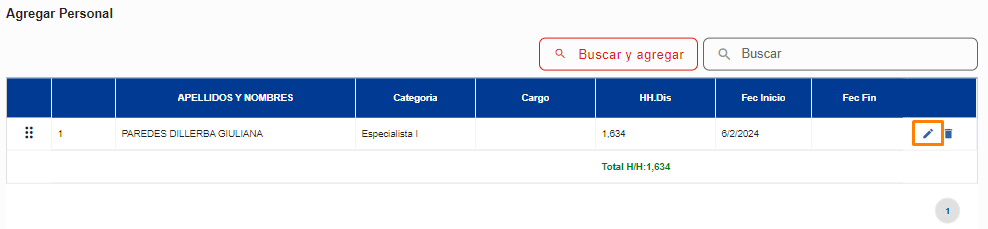 Agregar Personal
Buscar y agregar
Buscar
APELLIDOS Y NOMBRES Categoria Cargo HH.Dis Fec Inicio Fec Fin
1 PAREDES DILLERBA GIULIANA Especialista I 1,634 6/2/2024
Total H/H:1,634
1